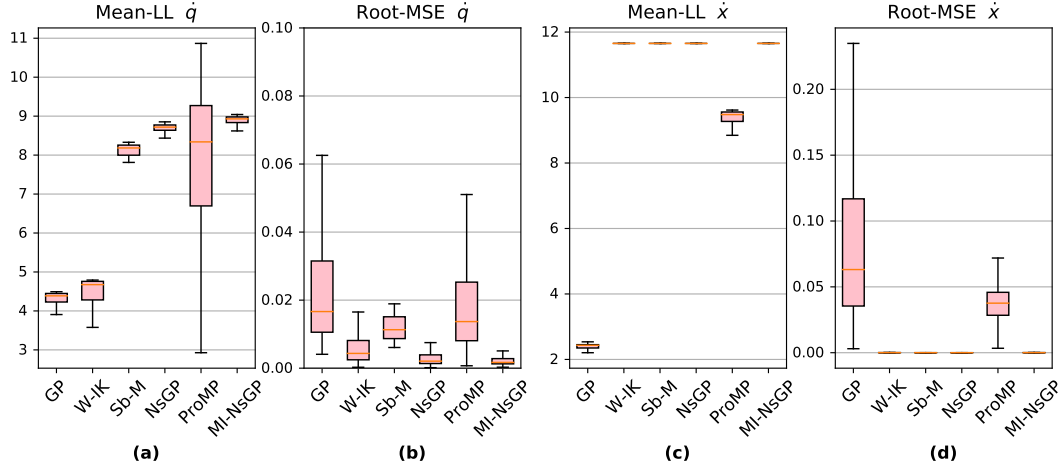 Mean-LL q̇
11
10
9
8
7
6
5
4
3
GP
W-IK
Sb-M
NsGP
ProMP
MI-NsGP
(a)
Root-MSE q̇
0.10
0.08
0.06
0.04
0.02
0.00
GP
W-IK
Sb-M
NsGP
ProMP
MI-NsGP
(b)
Mean-LL ẋ
12
10
8
6
4
2
GP
W-IK
Sb-M
NsGP
ProMP
MI-NsGP
(c)
Root-MSE ẋ
0.20
0.15
0.10
0.05
0.00
GP
W-IK
Sb-M
NsGP
ProMP
MI-NsGP
(d)